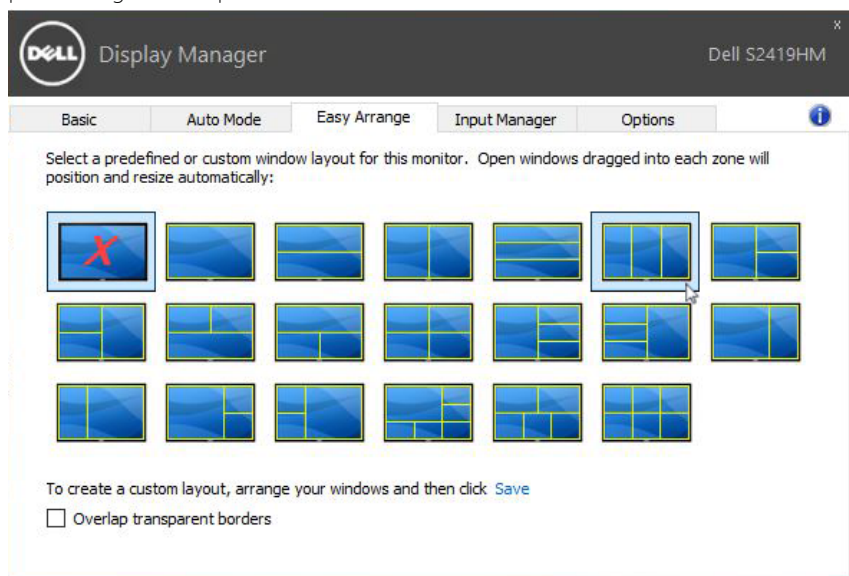 DELL Display Manager
x
Dell S2419HM
Basic Auto Mode Easy Arrange Input Manager Options
Select a predefined or custom window layout for this monitor. Open windows dragged into each zone will
position and resize automatically:
To create a custom layout, arrange your windows and then click Save
Overlap transparent borders